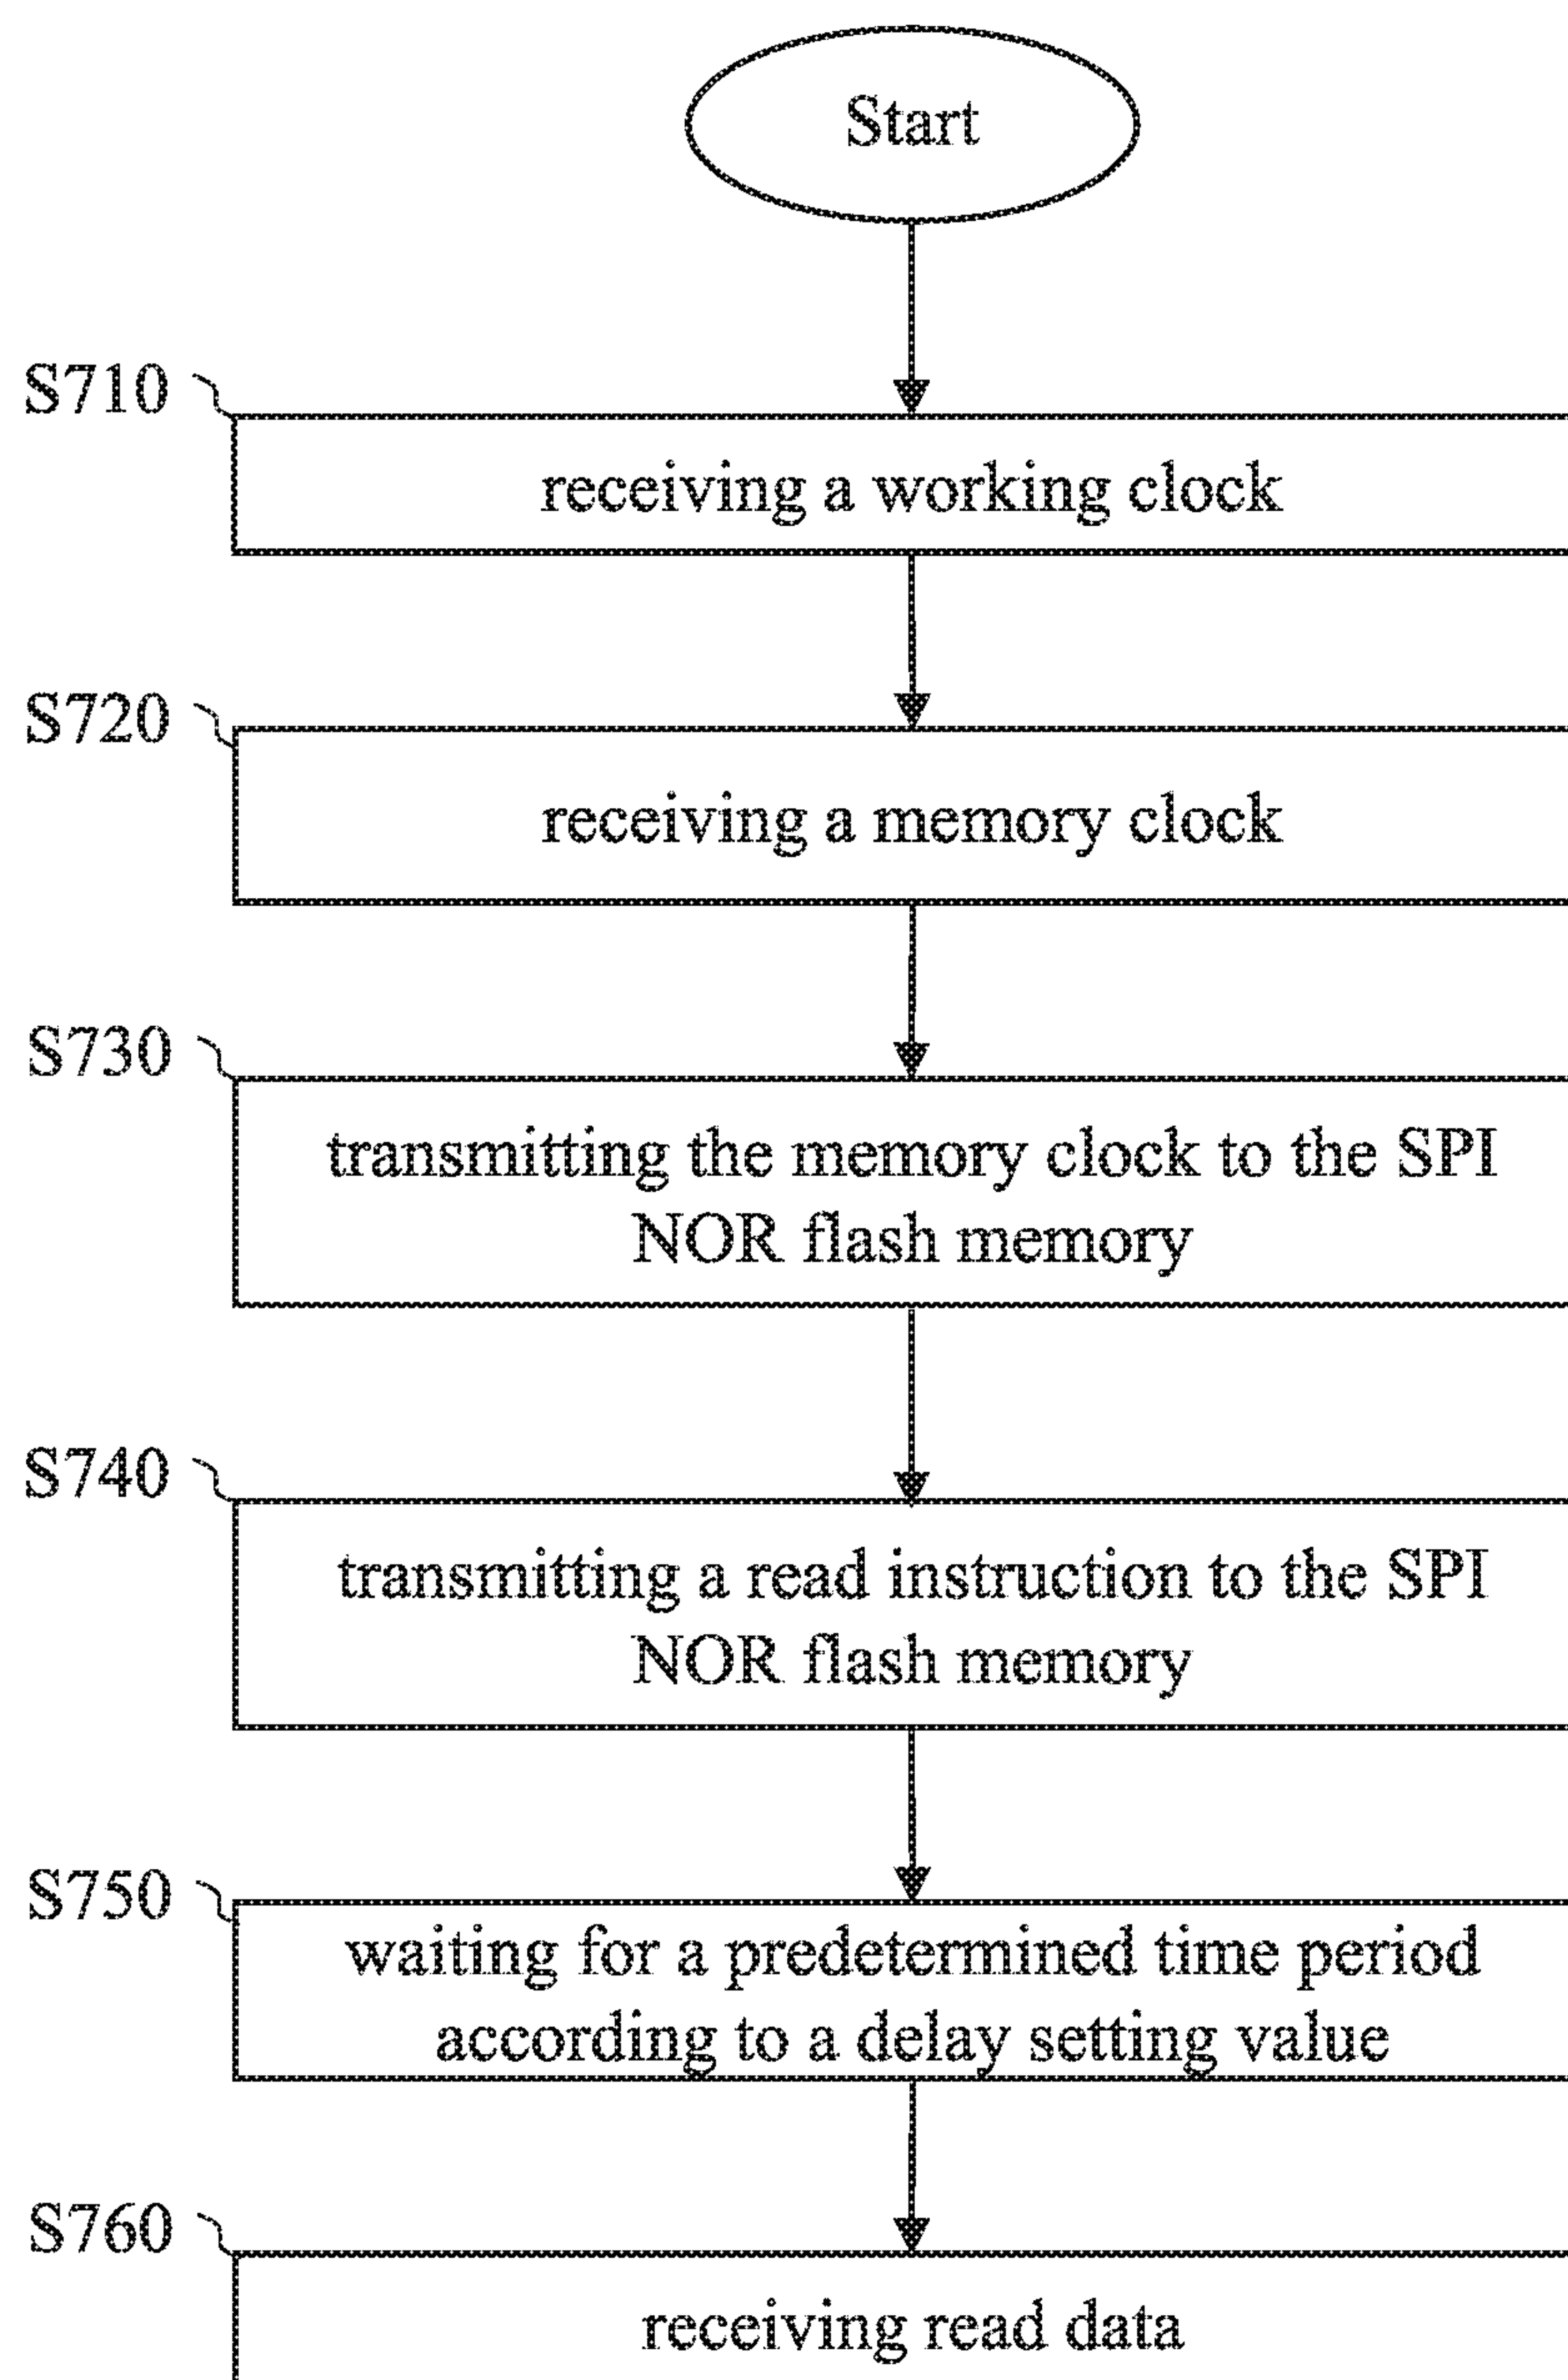 Start
S710
receiving a working clock
S720
receiving a memory clock
S730
transmitting the memory clock to the SPI
NOR flash memory
S740
transmitting a read instruction to the SPI
NOR flash memory
S750
waiting for a predetermined time period
according to a delay setting value
S760
receiving read data